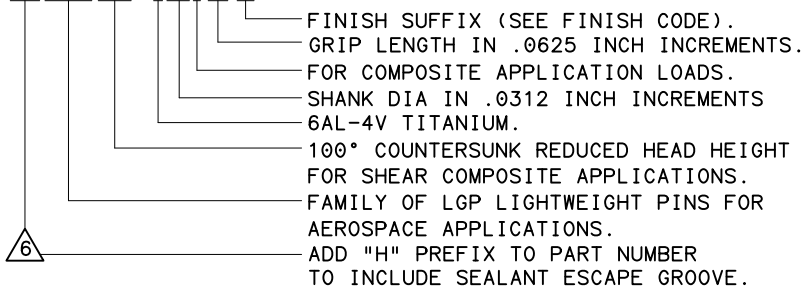 FINISH SUFFIX (SEE FINISH CODE).
GRIP LENGTH IN .0625 INCH INCREMENTS.
FOR COMPOSITE APPLICATION LOADS.
SHANK DIA IN .0312 INCH INCREMENTS
6AL-4V TITANIUM.
100° COUNTERSUNK REDUCED HEAD HEIGHT
FOR SHEAR COMPOSITE APPLICATIONS.
FAMILY OF LGP LIGHTWEIGHT PINS FOR
AEROSPACE APPLICATIONS.
6
ADD "H" PREFIX TO PART NUMBER
TO INCLUDE SEALANT ESCAPE GROOVE.